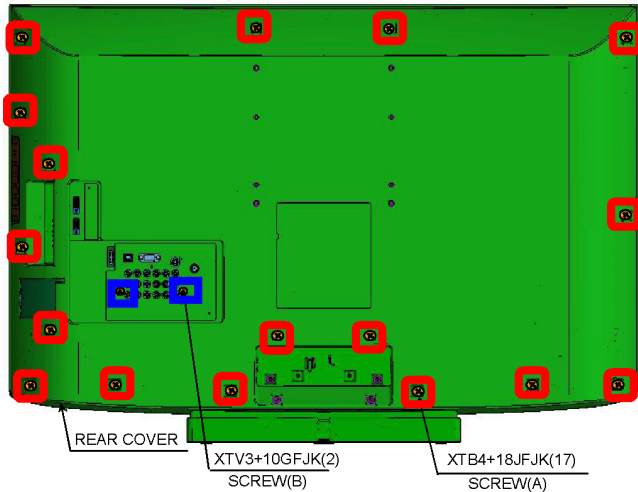 REAR COVER
XTV3+10GFJK(2)
SCREW(B)
XTB4+18JFJK(17)
SCREW(A)